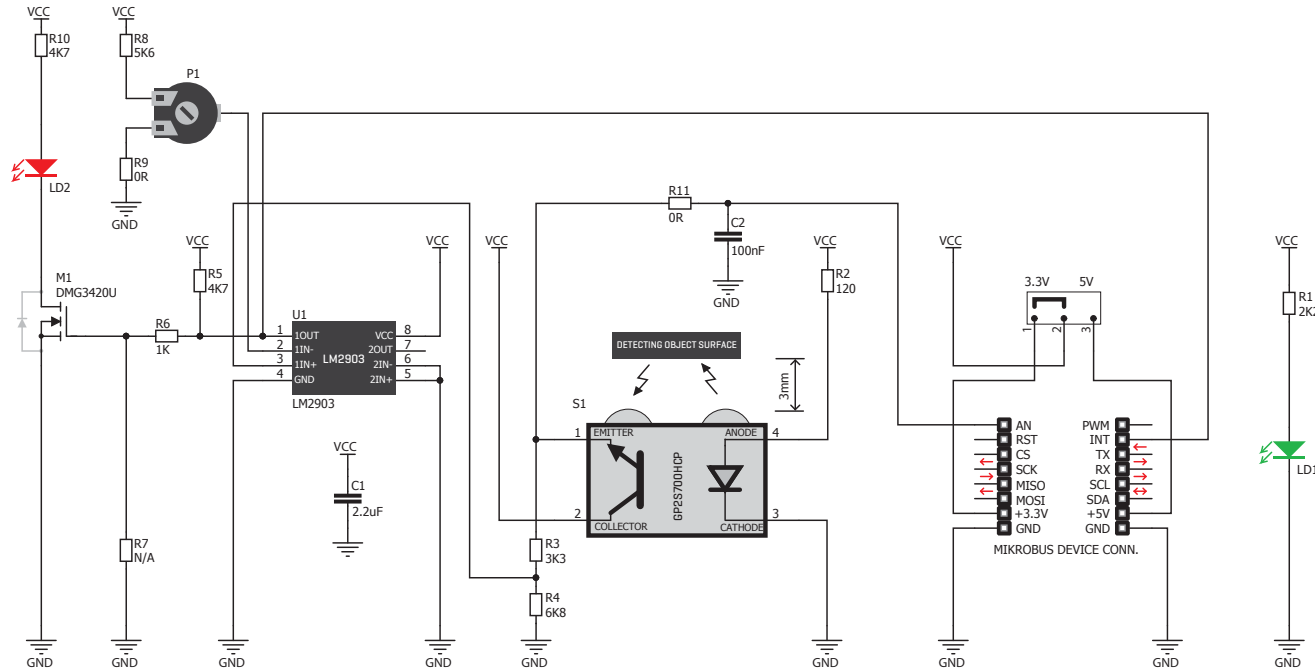 VCC
R10
4K7
LD2
M1
DMG3420U
GND
VCC
R8
5K6
P1
R9
0R
GND
VCC
R5
4K7
R6
1K
R7
N/A
GND
U1
1 1OUT VCC 8
2 1IN- 2OUT 7
3 1IN+ 2IN- 6
4 GND 2IN+ 5
LM2903
LM2903
VCC
GND
GND
VCC
C1
2.2uF
GND
VCC
R11
0R
C2
100nF
GND
VCC
R2
120
DETECTING OBJECT SURFACE
3mm
S1
1 EMITTER ANODE 4
GP2S700HCP
2 COLLECTOR CATHODE 3
R3
3K3
R4
6K8
GND
GND
VCC
3.3V 5V
1 2 3
AN PWM
RST INT
CS TX
SCK RX
MISO SCL
MOSI SDA
+3.3V +5V
GND GND
MIKROBUS DEVICE CONN.
GND
GND
VCC
R1
2K2
LD1
GND